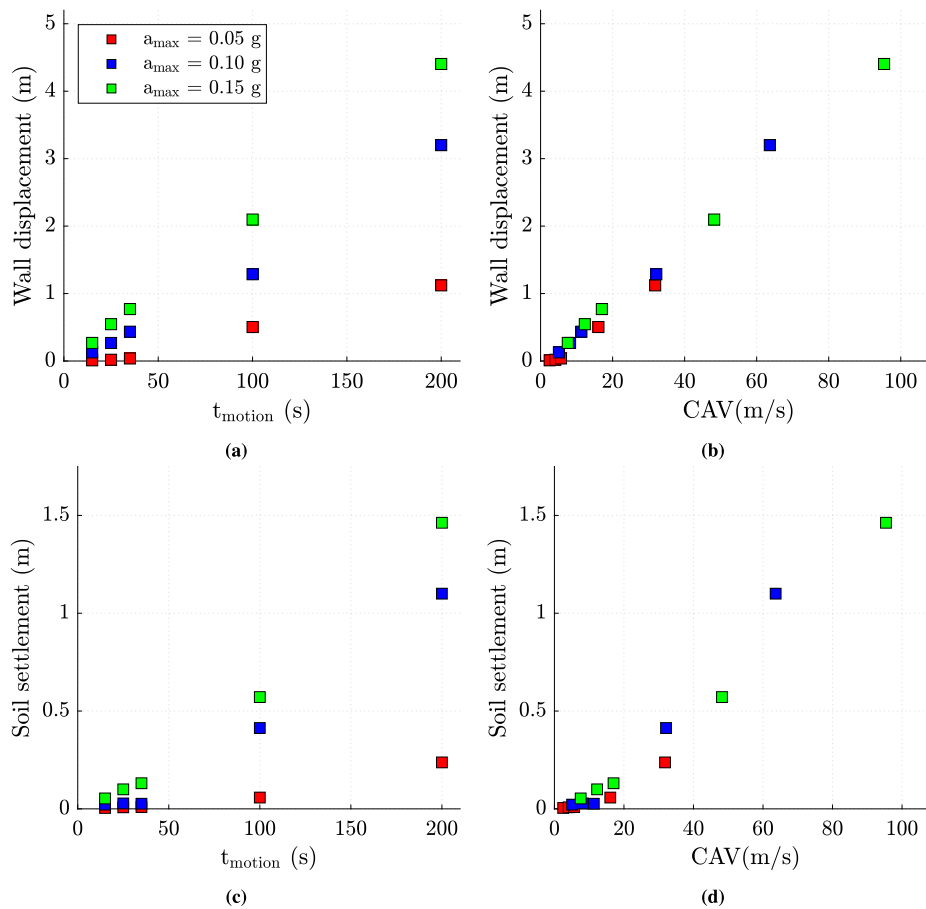 a_max = 0.05 g
a_max = 0.10 g
a_max = 0.15 g
Wall displacement (m)
5
4
3
2
1
0
0 50 100 150 200
t_motion (s)
(a)
Wall displacement (m)
5
4
3
2
1
0
0 20 40 60 80 100
CAV(m/s)
(b)
Soil settlement (m)
1.5
1
0.5
0
0 50 100 150 200
t_motion (s)
(c)
Soil settlement (m)
1.5
1
0.5
0
0 20 40 60 80 100
CAV(m/s)
(d)